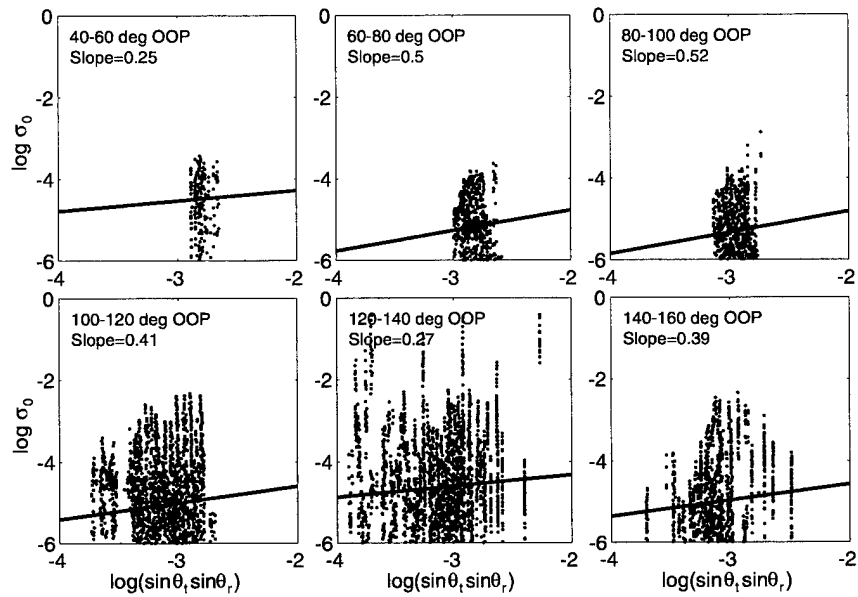 0
40-60 deg OOP
Slope=0.25
-2
log σ0
-4
-6
-4
-3
-2
0
60-80 deg OOP
Slope=0.5
-2
-4
-6
-4
-3
-2
0
80-100 deg OOP
Slope=0.52
-2
-4
-6
-4
-3
-2
0
100-120 deg OOP
Slope=0.41
-2
log σ0
-4
-6
-4
-3
-2
log(sinθt sinθr)
0
120-140 deg OOP
Slope=0.27
-2
-4
-6
-4
-3
-2
log(sinθt sinθr)
0
140-160 deg OOP
Slope=0.39
-2
-4
-6
-4
-3
-2
log(sinθt sinθr)